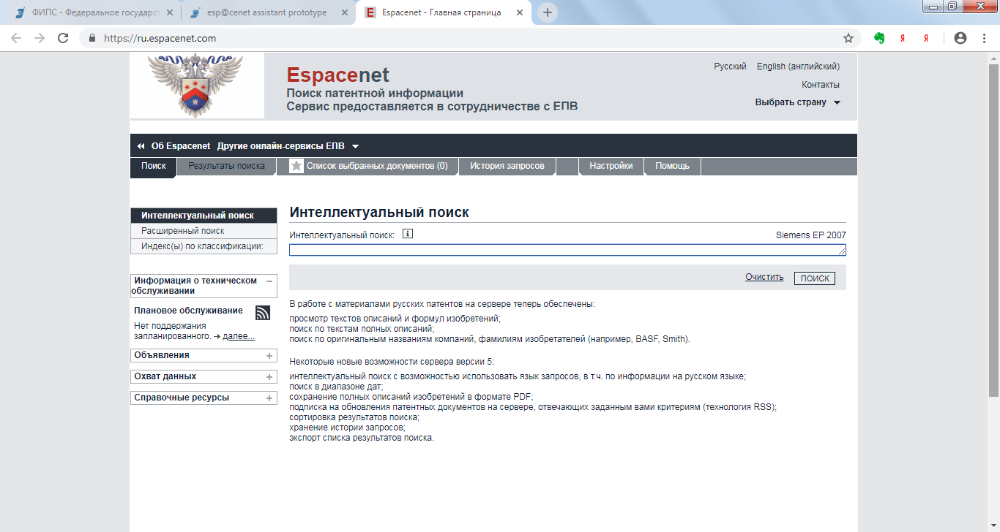 ФИПС - Федеральное государст
esp@cenet assistant prototype
Espacenet - Главная страница
https://ru.espacenet.com
Espacenet
Поиск патентной информации
Сервис предоставляется в сотрудничестве с ЕПВ
Русский English (английский)
Контакты
Выбрать страну
Об Espacenet Другие онлайн-сервисы ЕПВ
Поиск
Результаты поиска
Список выбранных документов (0)
История запросов
Настройки
Помощь
Интеллектуальный поиск
Расширенный поиск
Индекс(ы) по классификации:
Информация о техническом
обслуживании
Плановое обслуживание
Нет поддержания
запланированного. → далее...
Объявления
Охват данных
Справочные ресурсы
Интеллектуальный поиск
Интеллектуальный поиск:
Siemens EP 2007
Очистить
ПОИСК
В работе с материалами русских патентов на сервере теперь обеспечены:
просмотр текстов описаний и формул изобретений;
поиск по текстам полных описаний;
поиск по оригинальным названиям компаний, фамилиям изобретателей (например, BASF, Smith).
Некоторые новые возможности сервера версии 5:
интеллектуальный поиск с возможностью использовать язык запросов, в т.ч. по информации на русском языке;
поиск в диапазоне дат;
сохранение полных описаний изобретений в формате PDF;
подписка на обновления патентных документов на сервере, отвечающих заданным вами критериям (технология RSS);
сортировка результатов поиска;
хранение истории запросов;
экспорт списка результатов поиска.